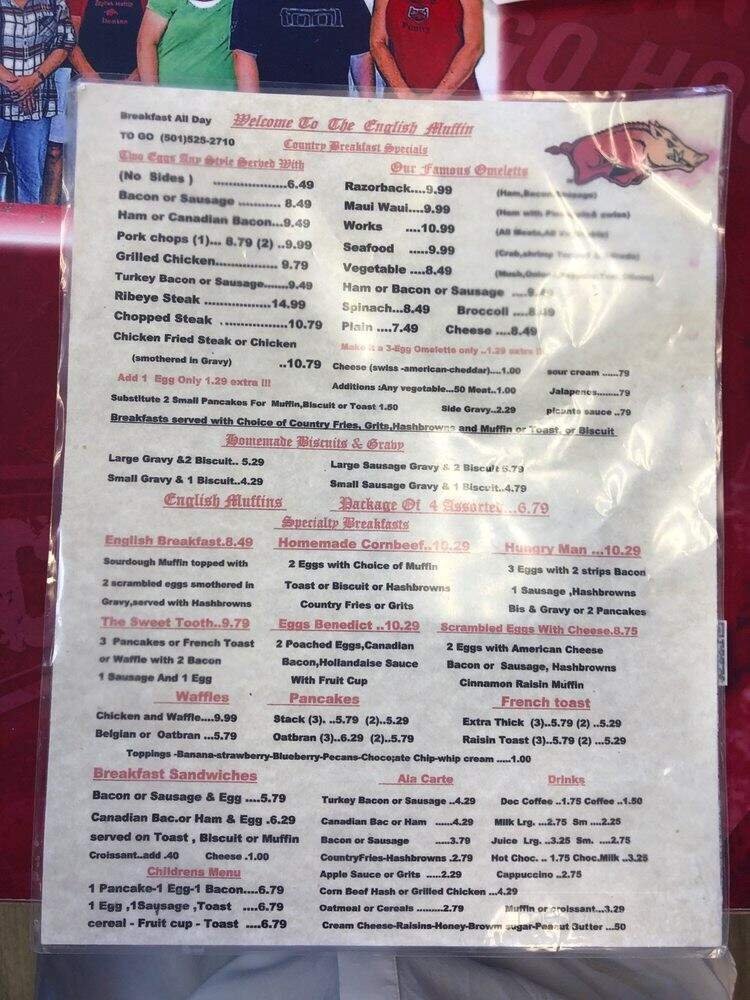 tool
GO HO
Breakfast All Day
Welcome To The English Muffin
TO GO (501)525-2710
Country Breakfast Specials
Two Eggs Any Style Served With
(No Sides ) ....................6.49
Bacon or Sausage ........... 8.49
Ham or Canadian Bacon...9.49
Pork chops (1)... 8.79 (2) ..9.99
Grilled Chicken................. 9.79
Turkey Bacon or Sausage.......9.49
Ribeye Steak ..................14.99
Chopped Steak ..................10.79
Chicken Fried Steak or Chicken
(smothered in Gravy) ..10.79
Add 1 Egg Only 1.29 extra !!!
Our Famous Omeletts
Razorback....9.99 (Ham,Bacon,
Maui Waui....9.99 (Ham with
Works ....10.99 (All Meats,All
Seafood .....9.99 (Crab,shrimp
Vegetable ....8.49
Ham or Bacon or Sausage ....
Spinach...8.49 Broccoli ....8.49
Plain ....7.49 Cheese ....8.49
Make it a 3-Egg Omelette only ..1.29 extra !!!
Cheese (swiss -american-cheddar)....1.00 sour cream .....79
Additions :Any vegetable...50 Meat..1.00 Jalapenos........79
Substitute 2 Small Pancakes For Muffin,Biscuit or Toast 1.50 Side Gravy..2.29 picante sauce ..79
Breakfasts served with Choice of Country Fries, Grits,Hashbrowns and Muffin or Toast, or Biscuit
Homemade Biscuits & Gravy
Large Gravy &2 Biscuit.. 5.29 Large Sausage Gravy & 2 Biscuit 5.79
Small Gravy & 1 Biscuit..4.29 Small Sausage Gravy & 1 Biscuit..4.79
English Muffins Package Of 4 Assorted...6.79
Specialty Breakfasts
English Breakfast.8.49 Homemade Cornbeef..10.29 Hungry Man ...10.29
Sourdough Muffin topped with 2 Eggs with Choice of Muffin 3 Eggs with 2 strips Bacon
2 scrambled eggs smothered in Toast or Biscuit or Hashbrowns 1 Sausage ,Hashbrowns
Gravy,served with Hashbrowns Country Fries or Grits Bis & Gravy or 2 Pancakes
The Sweet Tooth..9.79 Eggs Benedict ..10.29 Scrambled Eggs With Cheese.8.75
3 Pancakes or French Toast 2 Poached Eggs,Canadian 2 Eggs with American Cheese
or Waffle with 2 Bacon Bacon,Hollandaise Sauce Bacon or Sausage, Hashbrowns
1 Sausage And 1 Egg With Fruit Cup Cinnamon Raisin Muffin
Waffles Pancakes French toast
Chicken and Waffle....9.99 Stack (3). ..5.79 (2)..5.29 Extra Thick (3)..5.79 (2) ..5.29
Belgian or Oatbran ...5.79 Oatbran (3)..6.29 (2)..5.79 Raisin Toast (3)..5.79 (2) ...5.29
Toppings -Banana-strawberry-Blueberry-Pecans-Chocolate Chip-whip cream .....1.00
Breakfast Sandwiches
Bacon or Sausage & Egg ....5.79
Canadian Bac.or Ham & Egg .6.29
served on Toast , Biscuit or Muffin
Croissant..add .40 Cheese .1.00
Childrens Menu
1 Pancake-1 Egg-1 Bacon....6.79
1 Egg ,1Sausage ,Toast ....6.79
cereal - Fruit cup - Toast ....6.79
Ala Carte
Turkey Bacon or Sausage ..4.29
Canadian Bac or Ham ......4.29
Bacon or Sausage .....3.79
CountryFries-Hashbrowns .2.79
Apple Sauce or Grits .....2.29
Corn Beef Hash or Grilled Chicken ...4.29
Oatmeal or Cereals .........2.79 Muffin or croissant...3.29
Cream Cheese-Raisins-Honey-Brown sugar-Peanut Butter ...50
Drinks
Dec Coffee ..1.75 Coffee ..1.50
Milk Lrg. ...2.75 Sm ....2.25
Juice Lrg. ..3.25 Sm. ....2.75
Hot Choc. .. 1.75 Choc.Milk ..3.25
Cappuccino ..2.75